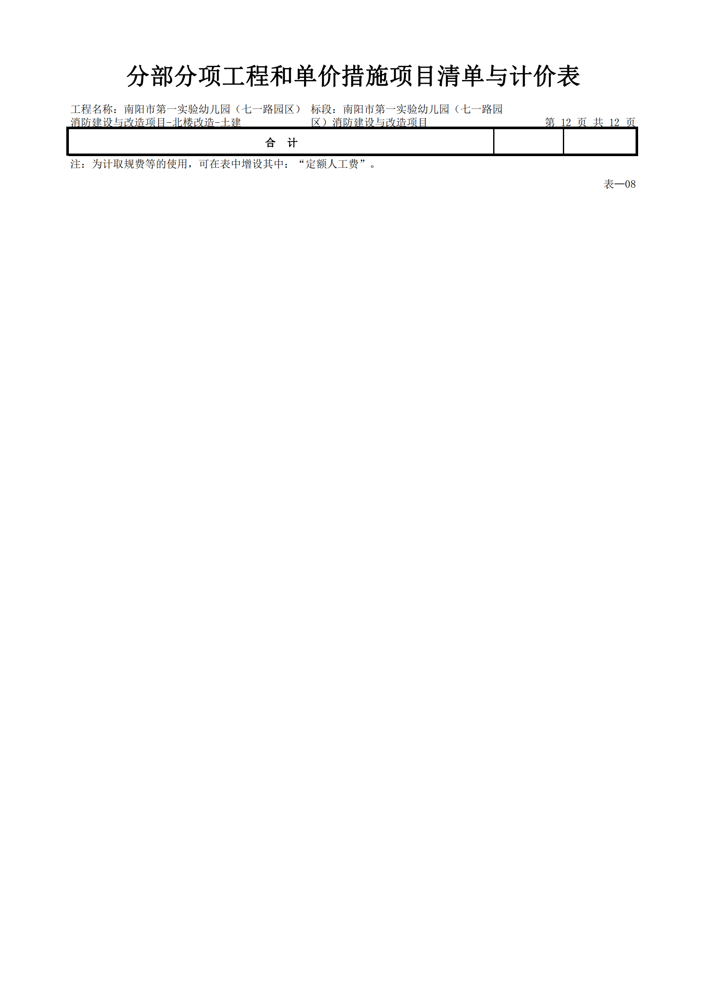 分部分项工程和单价措施项目清单与计价表
工程名称：南阳市第一实验幼儿园（七一路园区）
消防建设与改造项目-北楼改造-土建
标段：南阳市第一实验幼儿园（七一路园
区）消防建设与改造项目
第 12 页 共 12 页
合 计
注：为计取规费等的使用，可在表中增设其中：“定额人工费”。
表—08